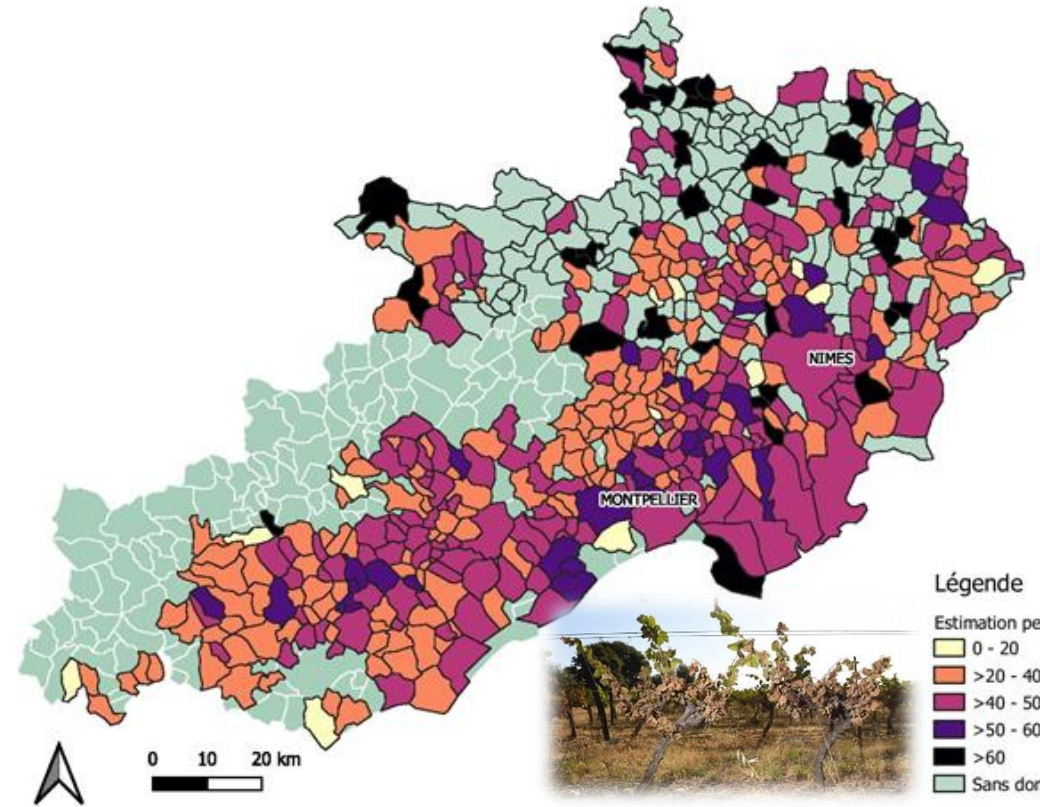 NIMES
MONTPELLIER
Légende
Estimation pe
0 - 20
>20 - 40
>40 - 50
>50 - 60
>60
Sans don
0 10 20 km